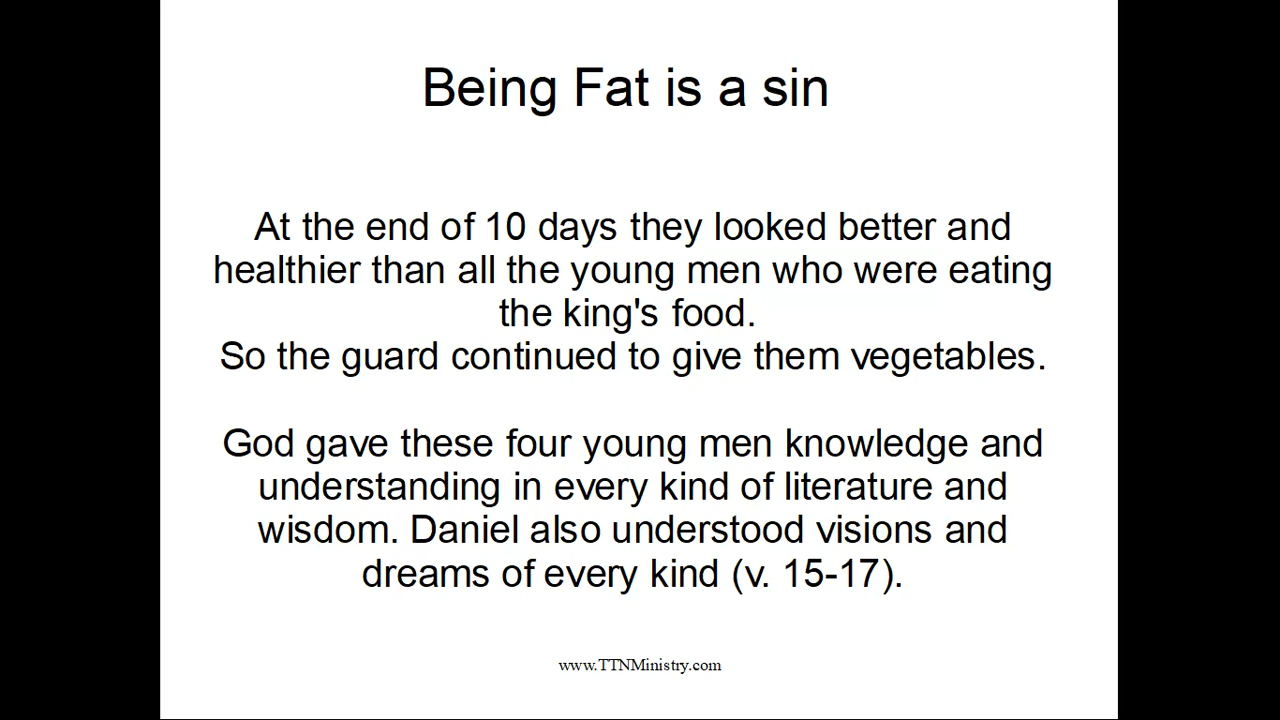 Being Fat is a sin
At the end of 10 days they looked better and
healthier than all the young men who were eating
the king's food.
So the guard continued to give them vegetables.
God gave these four young men knowledge and
understanding in every kind of literature and
wisdom. Daniel also understood visions and
dreams of every kind (v. 15-17).
www.TTNMinistry.com